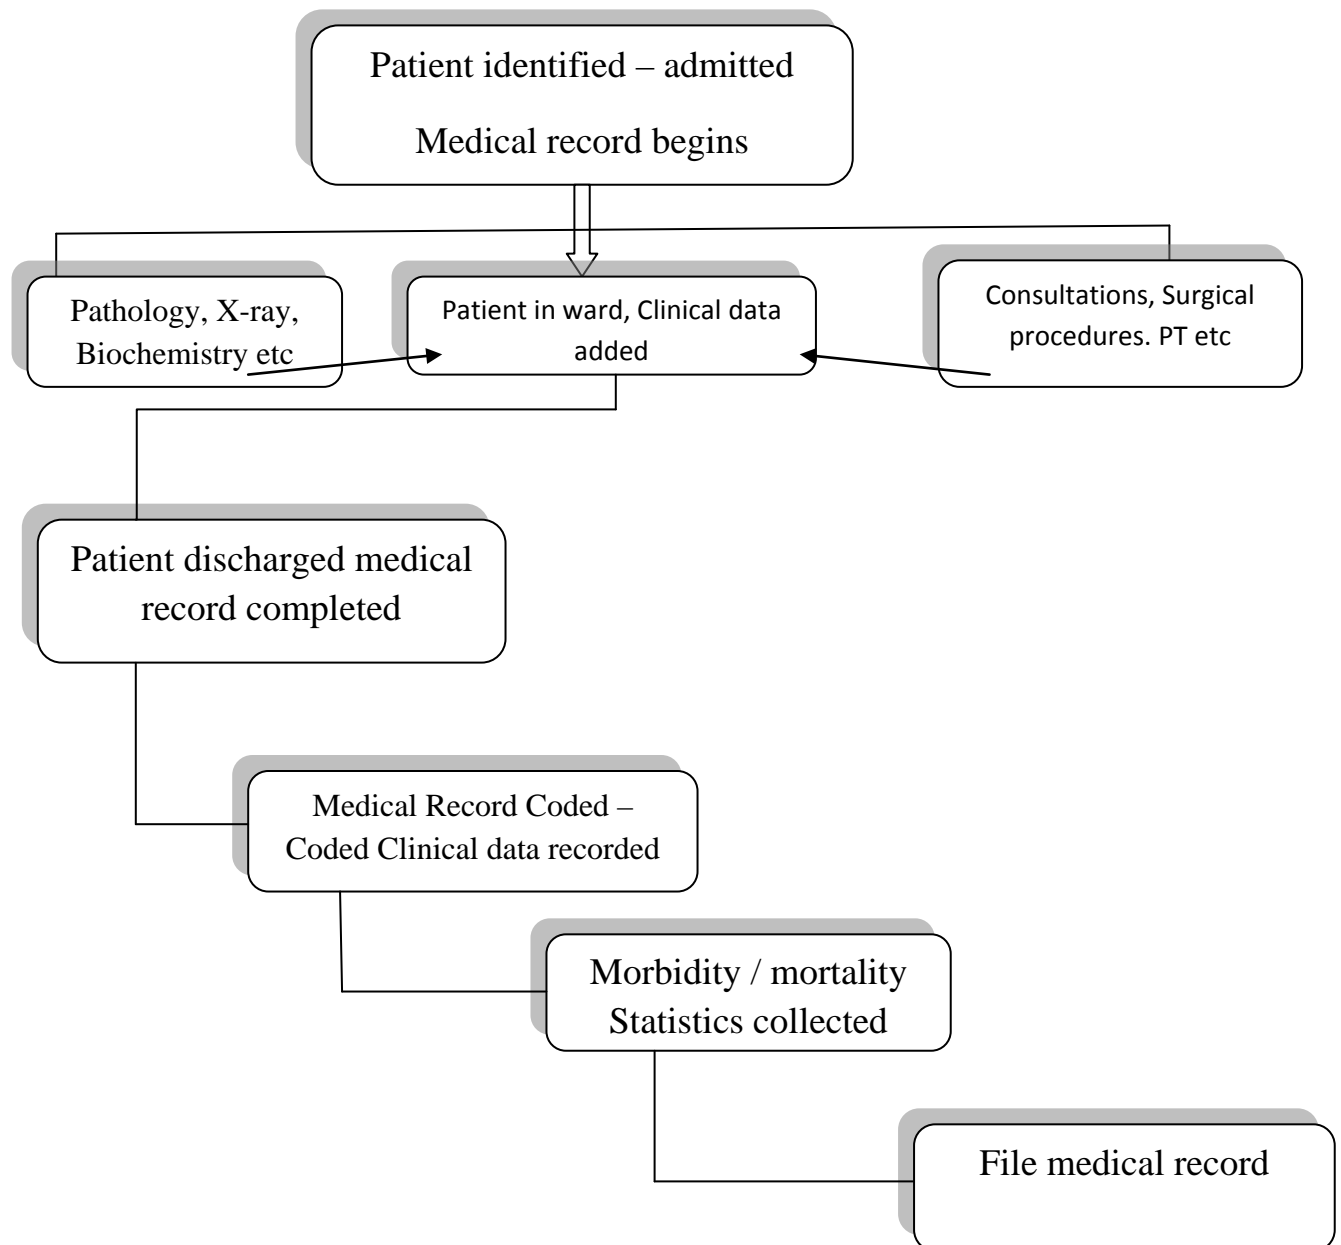 Patient identified – admitted
Medical record begins
Pathology, X-ray,
Biochemistry etc
Patient in ward, Clinical data
added
Consultations, Surgical
procedures. PT etc
Patient discharged medical
record completed
Medical Record Coded –
Coded Clinical data recorded
Morbidity / mortality
Statistics collected
File medical record